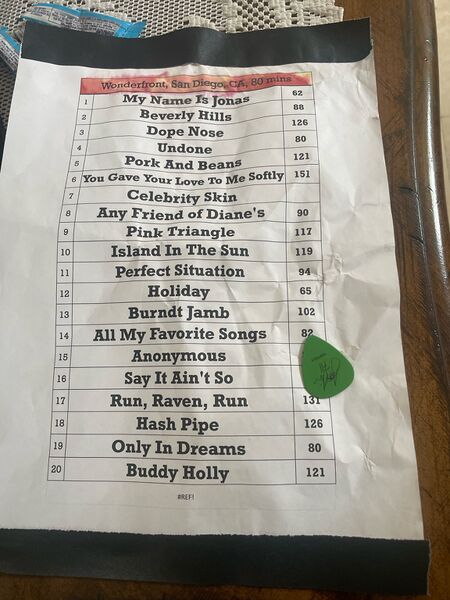 Wonderfront, San Diego, CA, 80 mins
1 My Name Is Jonas 62
2 Beverly Hills 88
3 Dope Nose 126
4 Undone 80
5 Pork And Beans 121
6 You Gave Your Love To Me Softly 151
7 Celebrity Skin
8 Any Friend of Diane's 90
9 Pink Triangle 117
10 Island In The Sun 119
11 Perfect Situation 94
12 Holiday 65
13 Burndt Jamb 102
14 All My Favorite Songs 82
15 Anonymous
16 Say It Ain't So
17 Run, Raven, Run 131
18 Hash Pipe 126
19 Only In Dreams 80
20 Buddy Holly 121
#REF!